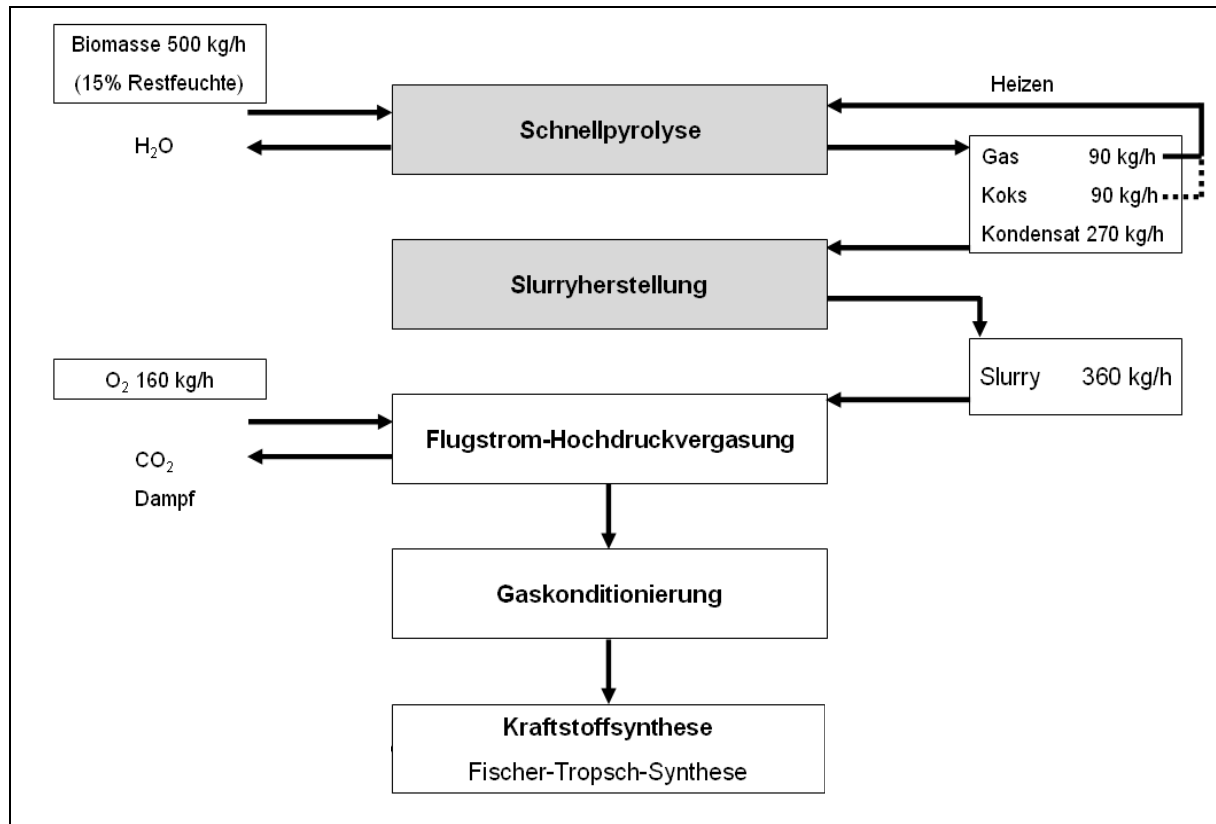 Biomasse 500 kg/h
(15% Restfeuchte)
Heizen
Schnellpyrolyse
H₂O
Gas 90 kg/h
Koks 90 kg/h
Kondensat 270 kg/h
Slurryherstellung
O₂ 160 kg/h
Slurry 360 kg/h
Flugstrom-Hochdruckvergasung
CO₂
Dampf
Gaskonditionierung
Kraftstoffsynthese
Fischer-Tropsch-Synthese